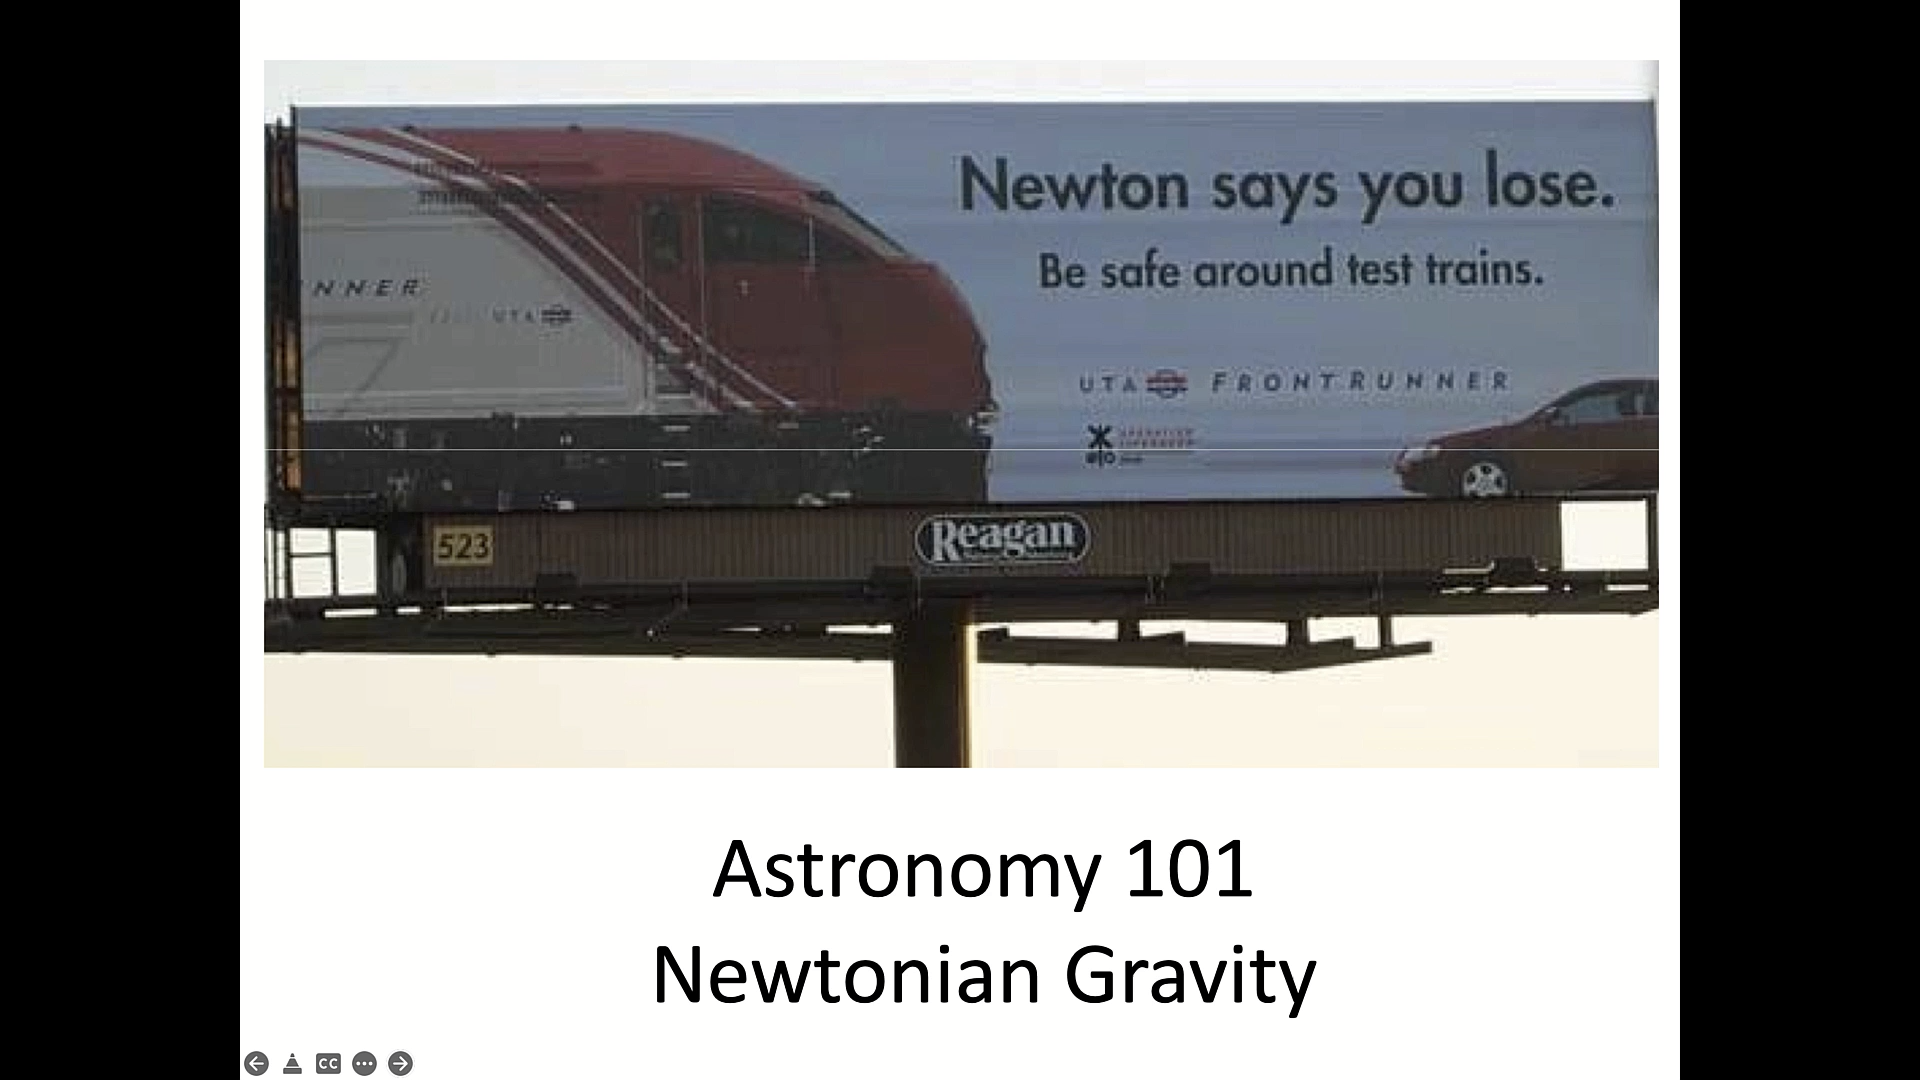 Newton says you lose.
Be safe around test trains.
NNER
UTA
UTA FRONTRUNNER
523
Reagan
Astronomy 101
Newtonian Gravity
CC